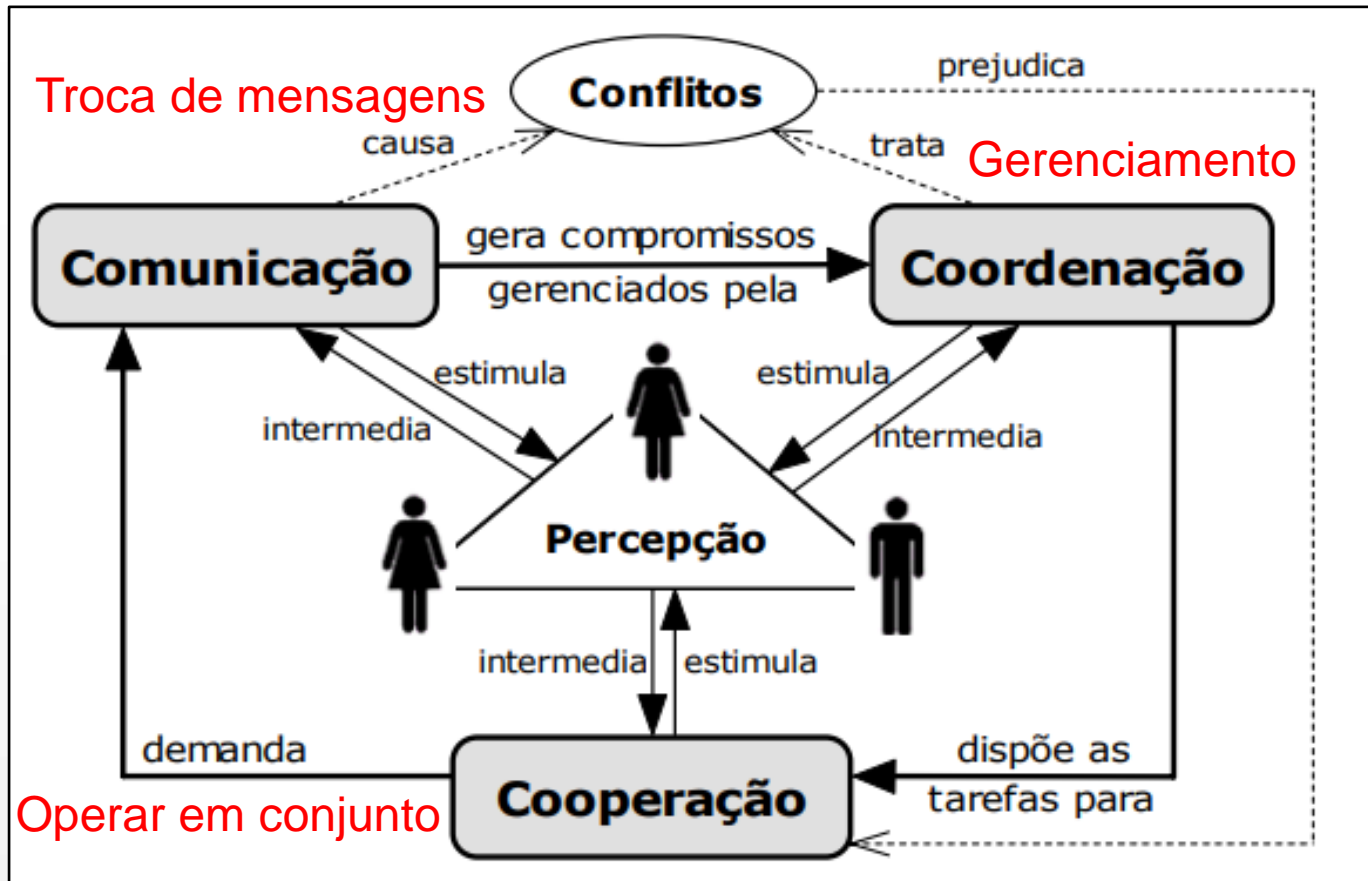 Conflitos
prejudica
Troca de mensagens
causa
trata
Gerenciamento
Comunicação
gera compromissos
gerenciados pela
Coordenação
estimula
estimula
intermedia
intermedia
Percepção
intermedia
estimula
demanda
dispõe as
tarefas para
Cooperação
Operar em conjunto